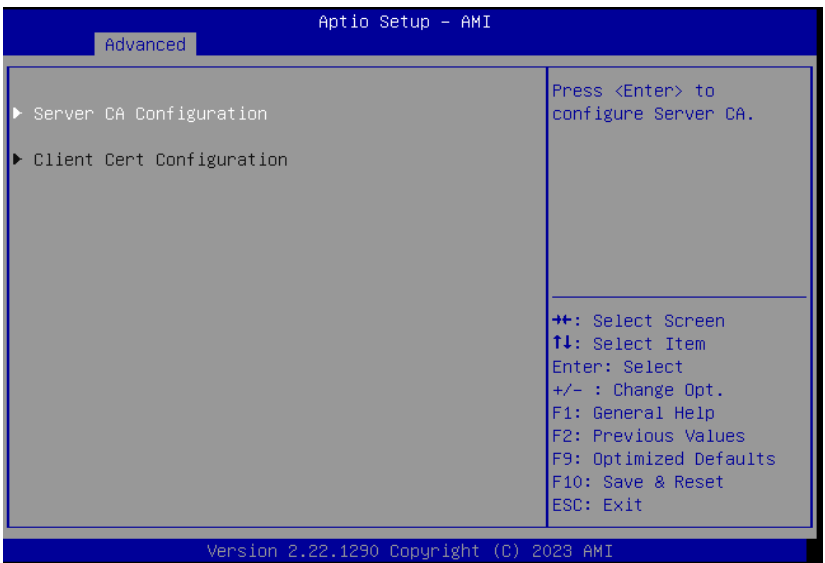 Aptio Setup – AMI
Advanced
▶ Server CA Configuration
▶ Client Cert Configuration
Press <Enter> to
configure Server CA.
→←: Select Screen
↑↓: Select Item
Enter: Select
+/- : Change Opt.
F1: General Help
F2: Previous Values
F9: Optimized Defaults
F10: Save & Reset
ESC: Exit
Version 2.22.1290 Copyright (C) 2023 AMI